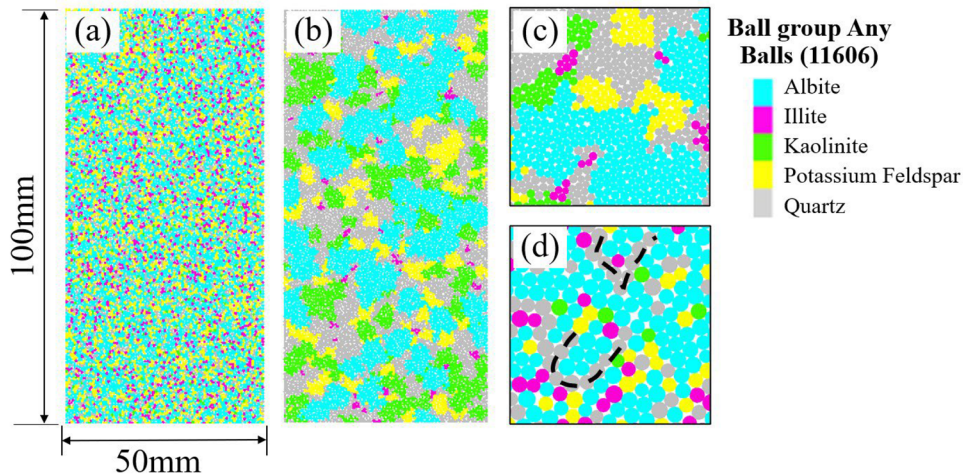 (a)
(b)
(c)
(d)
100mm
50mm
Ball group Any
Balls (11606)
Albite
Illite
Kaolinite
Potassium Feldspar
Quartz